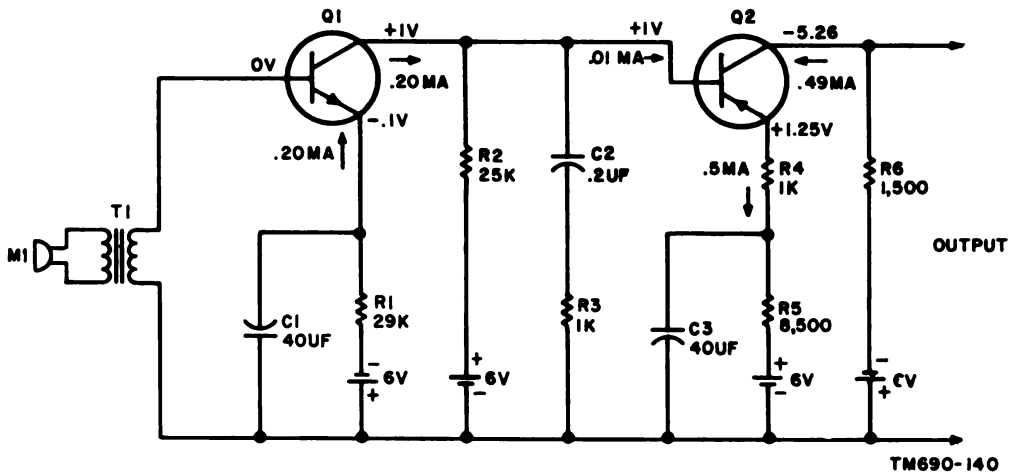 Q1
Q2
+1V
+1V
-5.26
0V
.20MA
.01 MA
.49MA
-.1V
+1.25V
.20MA
R2
25K
C2
.2UF
.5MA
R4
1K
R6
1,500
T1
M1
OUTPUT
R1
29K
R3
1K
R5
C1
40UF
C3
40UF
8,500
-
6V
+
+
6V
-
+
6V
-
-
+
TM690-140